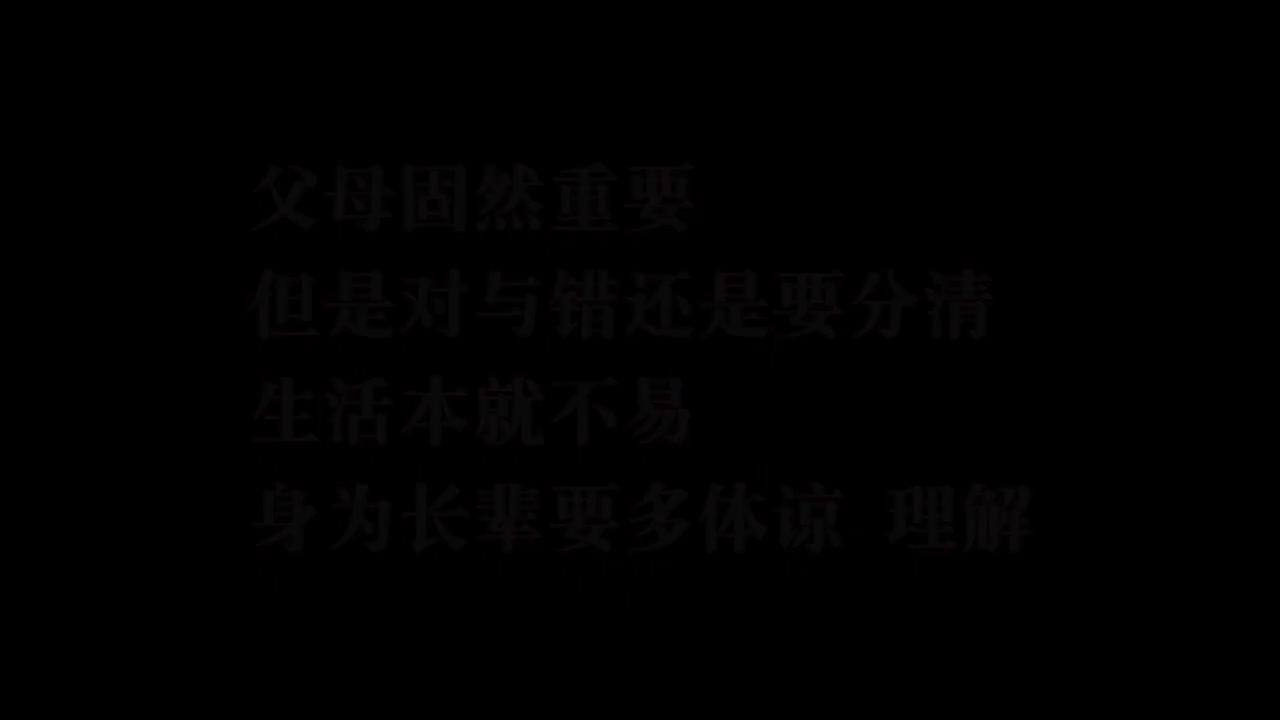 父母固然重要
但是对与错还是要分清
生活本就不易
身为长辈要多体谅 理解